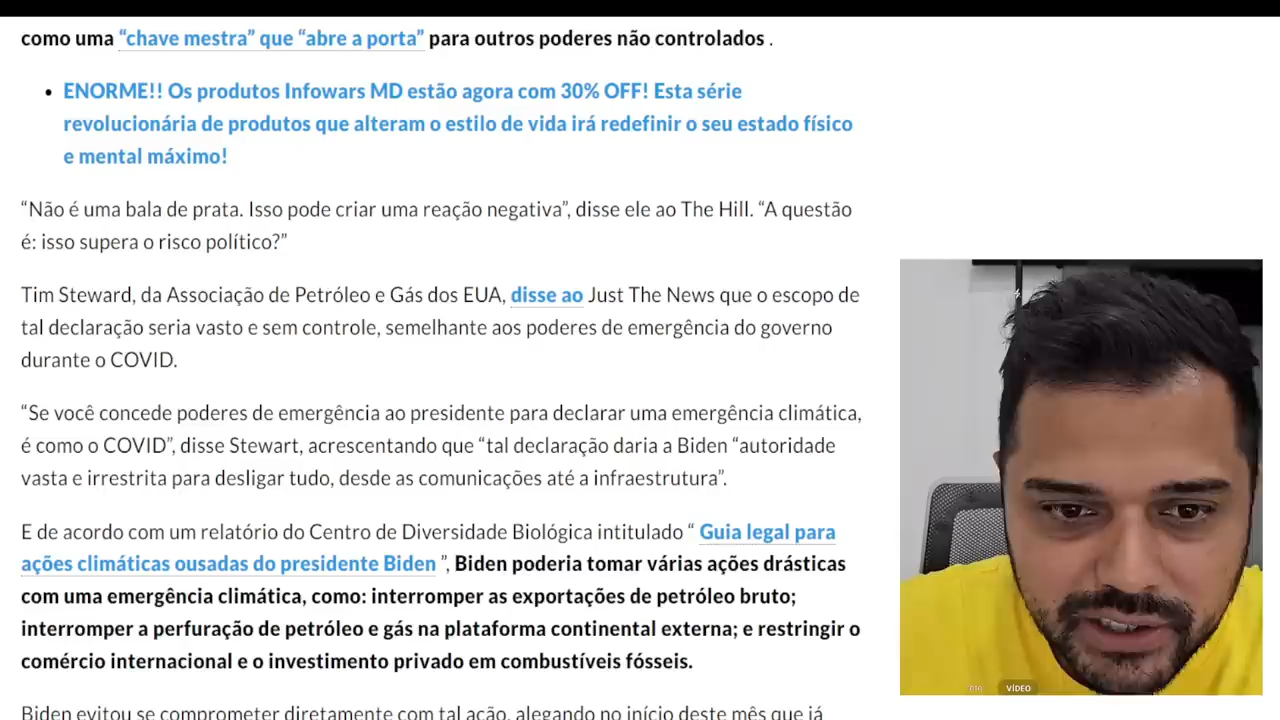 como uma “chave mestra” que “abre a porta” para outros poderes não controlados .
• ENORME!! Os produtos Infowars MD estão agora com 30% OFF! Esta série
revolucionária de produtos que alteram o estilo de vida irá redefinir o seu estado físico
e mental máximo!
“Não é uma bala de prata. Isso pode criar uma reação negativa”, disse ele ao The Hill. “A questão
é: isso supera o risco político?”
Tim Steward, da Associação de Petróleo e Gás dos EUA, disse ao Just The News que o escopo de
tal declaração seria vasto e sem controle, semelhante aos poderes de emergência do governo
durante o COVID.
“Se você concede poderes de emergência ao presidente para declarar uma emergência climática,
é como o COVID”, disse Stewart, acrescentando que “tal declaração daria a Biden “autoridade
vasta e irrestrita para desligar tudo, desde as comunicações até a infraestrutura”.
E de acordo com um relatório do Centro de Diversidade Biológica intitulado “ Guia legal para
ações climáticas ousadas do presidente Biden ”, Biden poderia tomar várias ações drásticas
com uma emergência climática, como: interromper as exportações de petróleo bruto;
interromper a perfuração de petróleo e gás na plataforma continental externa; e restringir o
comércio internacional e o investimento privado em combustíveis fósseis.
Biden evitou se comprometer diretamente com tal ação, alegando no início deste mês que já
VÍDEO